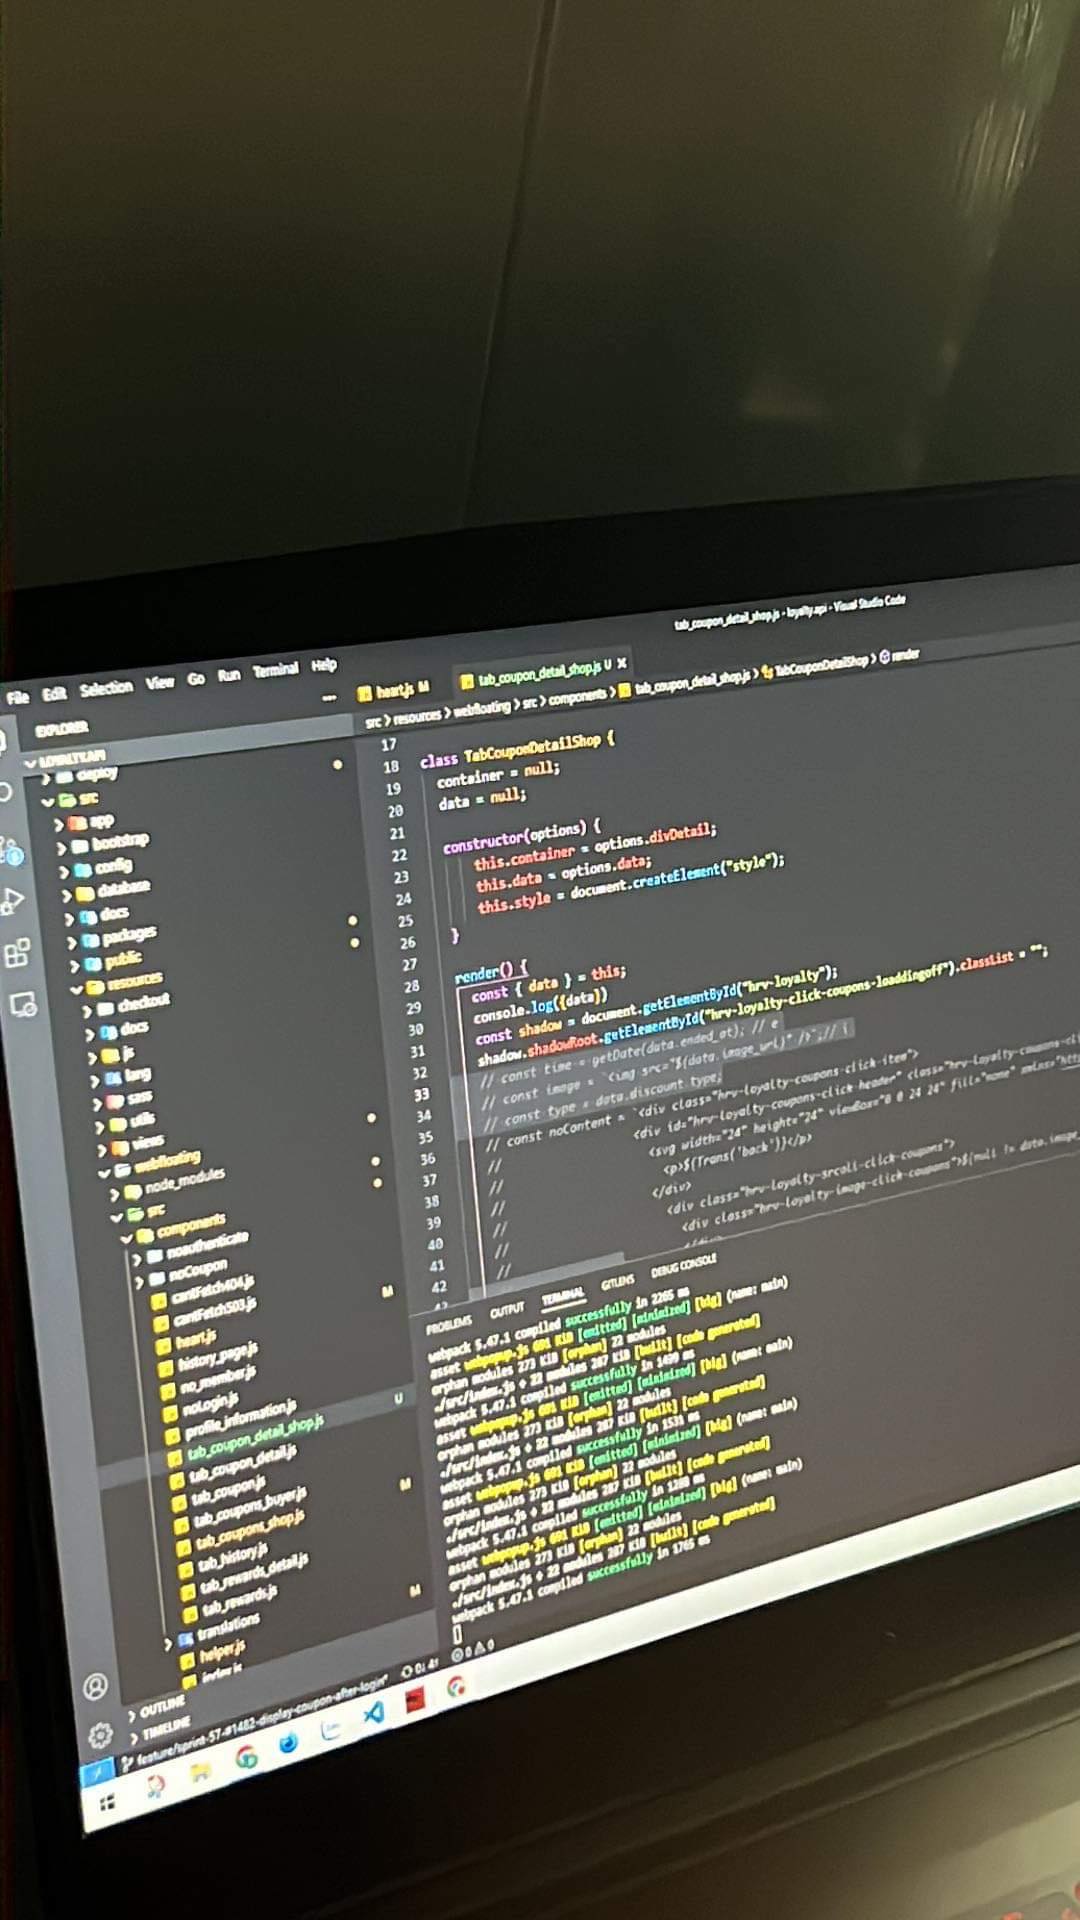 tab_coupon_detail_shop.js - loyalty.api - Visual Studio Code
File Edit Selection View Go Run Terminal Help
heart.js M
tab_coupon_detail_shop.js U X
src > resources > webfloating > src > components > tab_coupon_detail_shop.js > TabCouponDetailShop > render
EXPLORER
LOYALTY.API
deploy
src
app
bootstrap
config
database
docs
packages
public
resources
checkout
docs
js
lang
sass
utils
views
webfloating
node_modules
src
components
noauthenticate
noCoupon
cantFetch404.js
cantFetch503.js
heart.js M
history_page.js
no_member.js
noLogin.js
profile_information.js
tab_coupon_detail_shop.js U
tab_coupon_detail.js
tab_coupon.js
tab_coupons_buyer.js
tab_coupons_shop.js M
tab_history.js
tab_rewards_detail.js
tab_rewards.js
translations
helper.js M
index.js
OUTLINE
TIMELINE
17
18 class TabCouponDetailShop {
19 container = null;
20 data = null;
21
22 constructor(options) {
23 this.container = options.divDetail;
24 this.data = options.data;
25 this.style = document.createElement("style");
26 }
27
28 render() {
29 const { data } = this;
30 console.log({data})
31 const shadow = document.getElementById("hrv-loyalty");
32 shadow.shadowRoot.getElementById("hrv-loyalty-click-coupons-loaddingoff").classList = "";
33 // const time = getDate(data.ended_at); // e
34 // const image = `<img src="${data.image_url}" />`;// i
35 // const type = data.discount_type;
36 // const noContent = `<div class="hrv-loyalty-coupons-click-item">
37 // <div id="hrv-loyalty-coupons-click-header" class="hrv-loyalty-coupons-cli
38 // <svg width="24" height="24" viewBox="0 0 24 24" fill="none" xmlns="http
39 // <p>${Trans('back')}</p>
40 // </div>
41 // <div class="hrv-loyalty-srcoll-click-coupons">
42 // <div class="hrv-loyalty-image-click-coupons">${null != data.image_
PROBLEMS OUTPUT TERMINAL GITLENS DEBUG CONSOLE
webpack 5.47.1 compiled successfully in 2265 ms
asset webpopup.js 691 KiB [emitted] [minimized] [big] (name: main)
orphan modules 273 KiB [orphan] 22 modules
./src/index.js + 22 modules 287 KiB [built] [code generated]
webpack 5.47.1 compiled successfully in 1499 ms
asset webpopup.js 691 KiB [emitted] [minimized] [big] (name: main)
orphan modules 273 KiB [orphan] 22 modules
./src/index.js + 22 modules 287 KiB [built] [code generated]
webpack 5.47.1 compiled successfully in 1531 ms
asset webpopup.js 691 KiB [emitted] [minimized] [big] (name: main)
orphan modules 273 KiB [orphan] 22 modules
./src/index.js + 22 modules 287 KiB [built] [code generated]
webpack 5.47.1 compiled successfully in 1280 ms
asset webpopup.js 691 KiB [emitted] [minimized] [big] (name: main)
orphan modules 273 KiB [orphan] 22 modules
./src/index.js + 22 modules 287 KiB [built] [code generated]
webpack 5.47.1 compiled successfully in 1765 ms
feature/sprint-57-#1482-display-coupon-after-login* 0↓ 4↑ 0 0